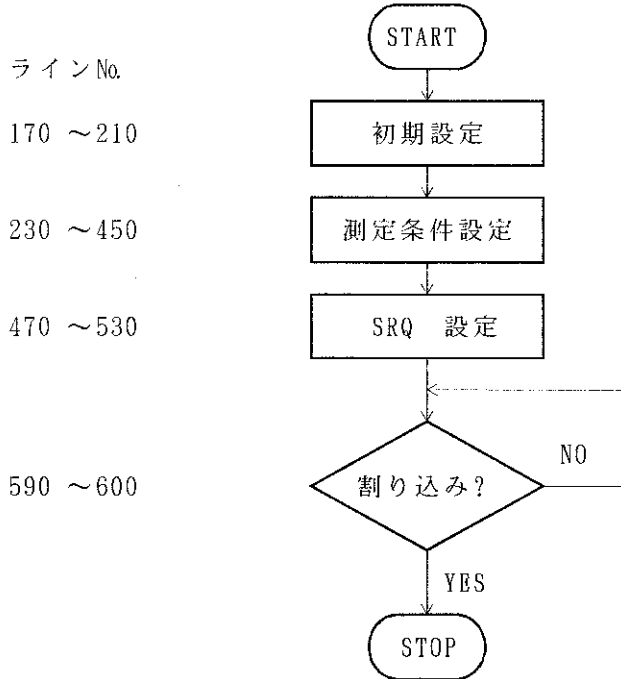 START
ラインNo.
170 ～210
初期設定
230 ～450
測定条件設定
470 ～530
SRQ 設定
590 ～600
割り込み?
NO
YES
STOP